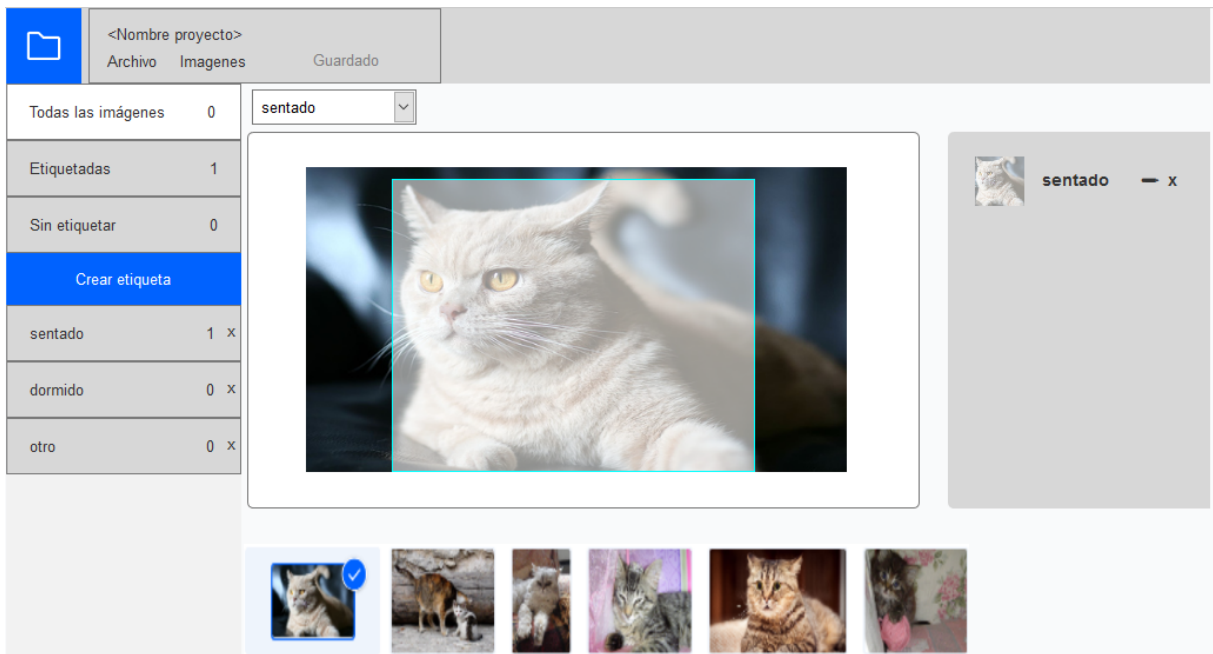 <Nombre proyecto>
Archivo Imagenes Guardado
Todas las imágenes 0
Etiquetadas 1
Sin etiquetar 0
Crear etiqueta
sentado 1 x
dormido 0 x
otro 0 x
sentado
sentado x